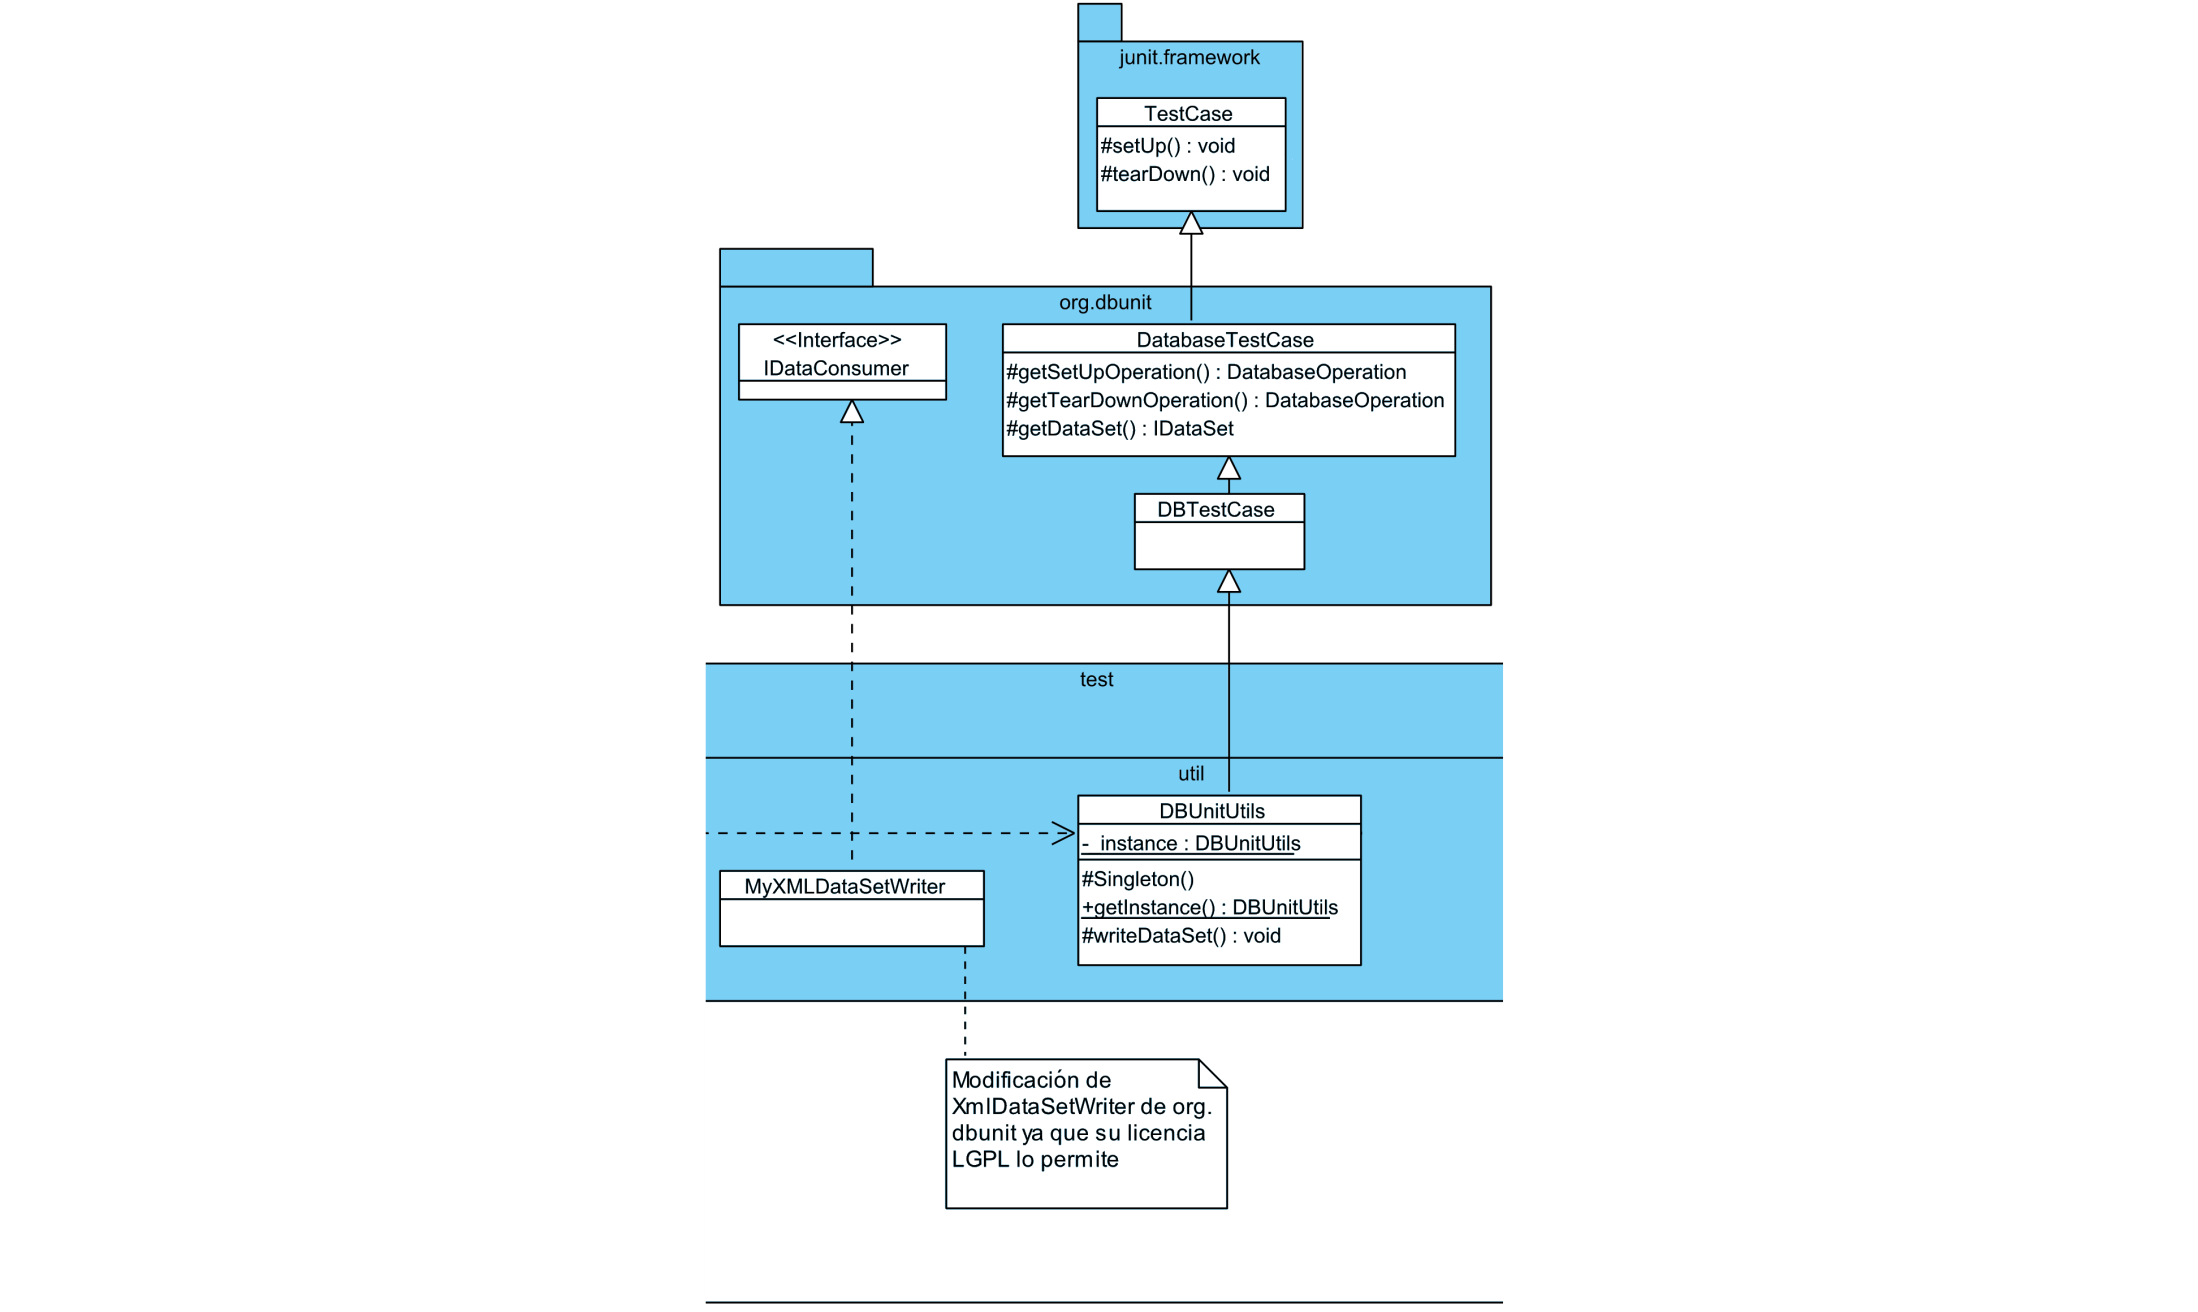 junit.framework
TestCase
#setUp() : void
#tearDown() : void
org.dbunit
<<Interface>>
IDataConsumer
DatabaseTestCase
#getSetUpOperation() : DatabaseOperation
#getTearDownOperation() : DatabaseOperation
#getDataSet() : IDataSet
DBTestCase
test
util
DBUnitUtils
-_instance : DBUnitUtils
#Singleton()
+getInstance() : DBUnitUtils
#writeDataSet() : void
MyXMLDataSetWriter
Modificación de
XmlDataSetWriter de org.
dbunit ya que su licencia
LGPL lo permite